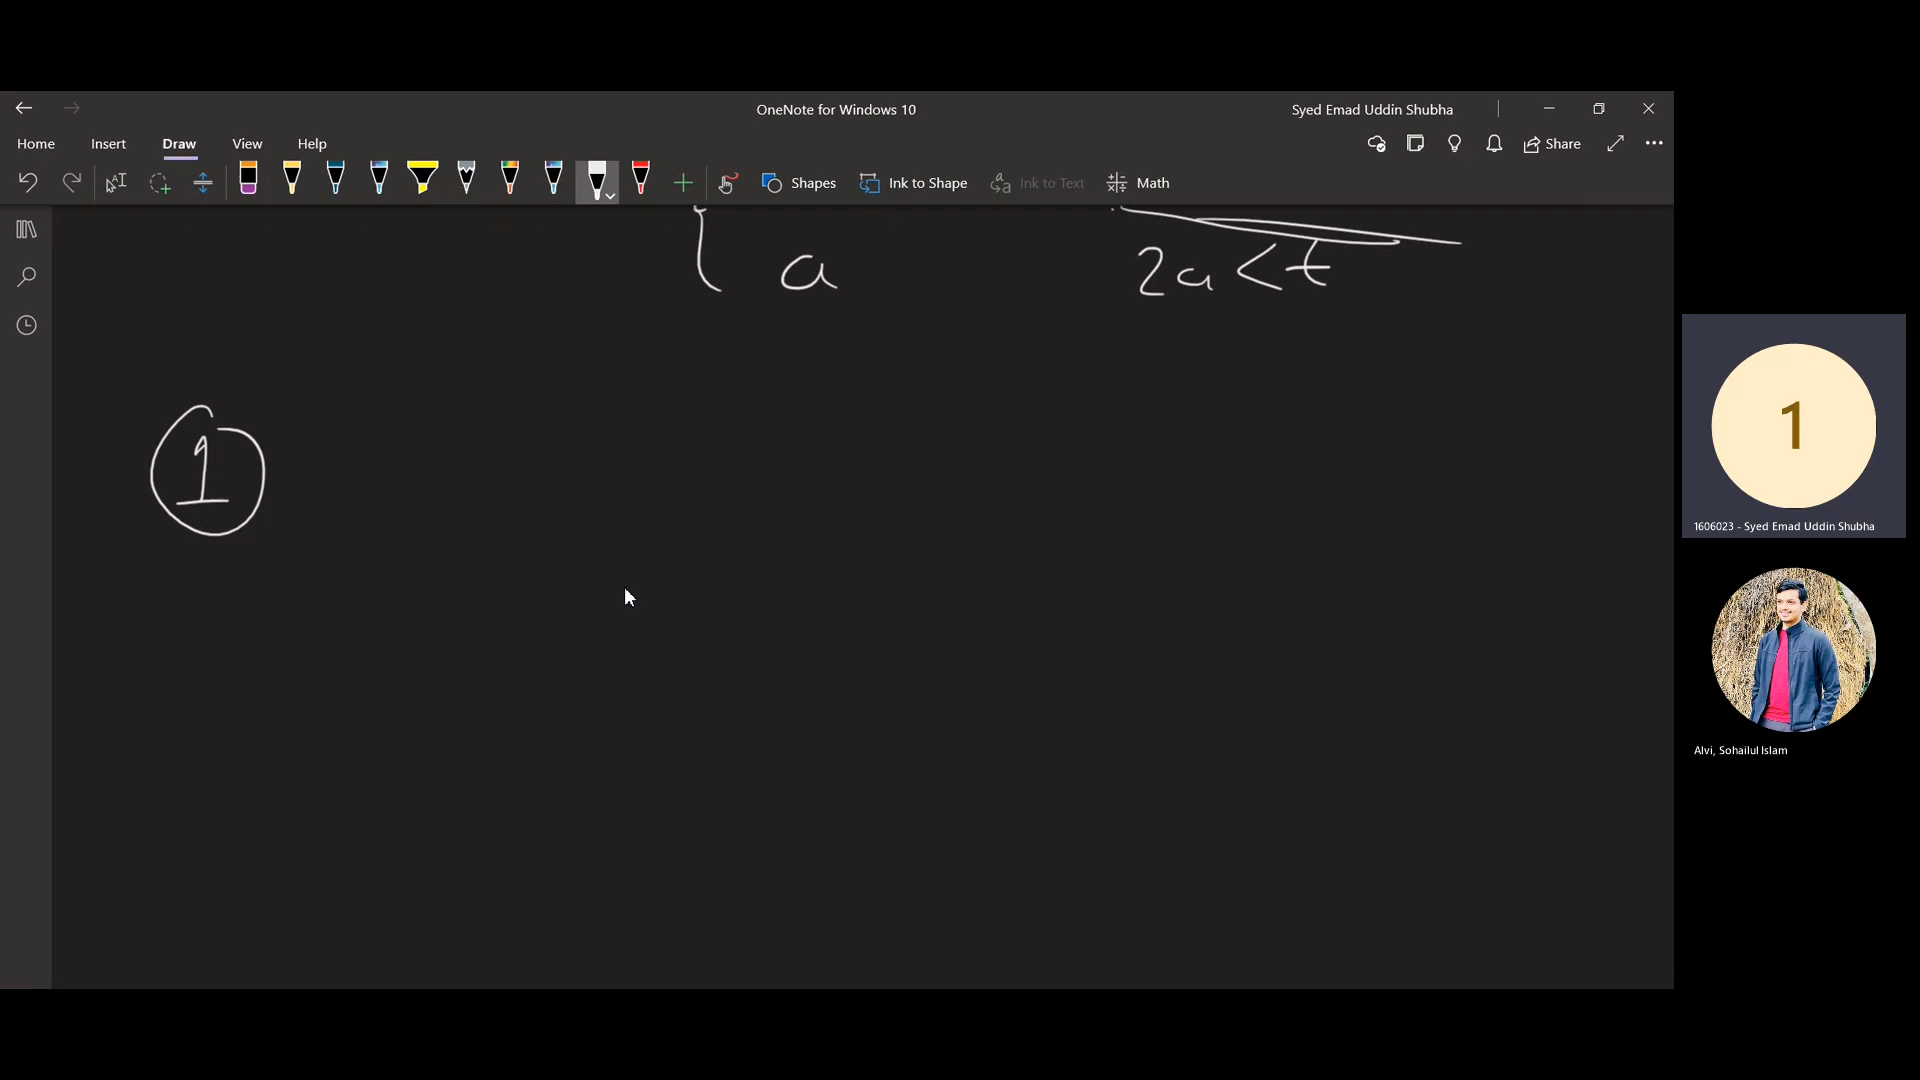 OneNote for Windows 10
Syed Emad Uddin Shubha
Home Insert Draw View Help
Share
Shapes Ink to Shape Ink to Text Math
a 2a < t
1
1
1606023 - Syed Emad Uddin Shubha
Alvi, Sohailul Islam